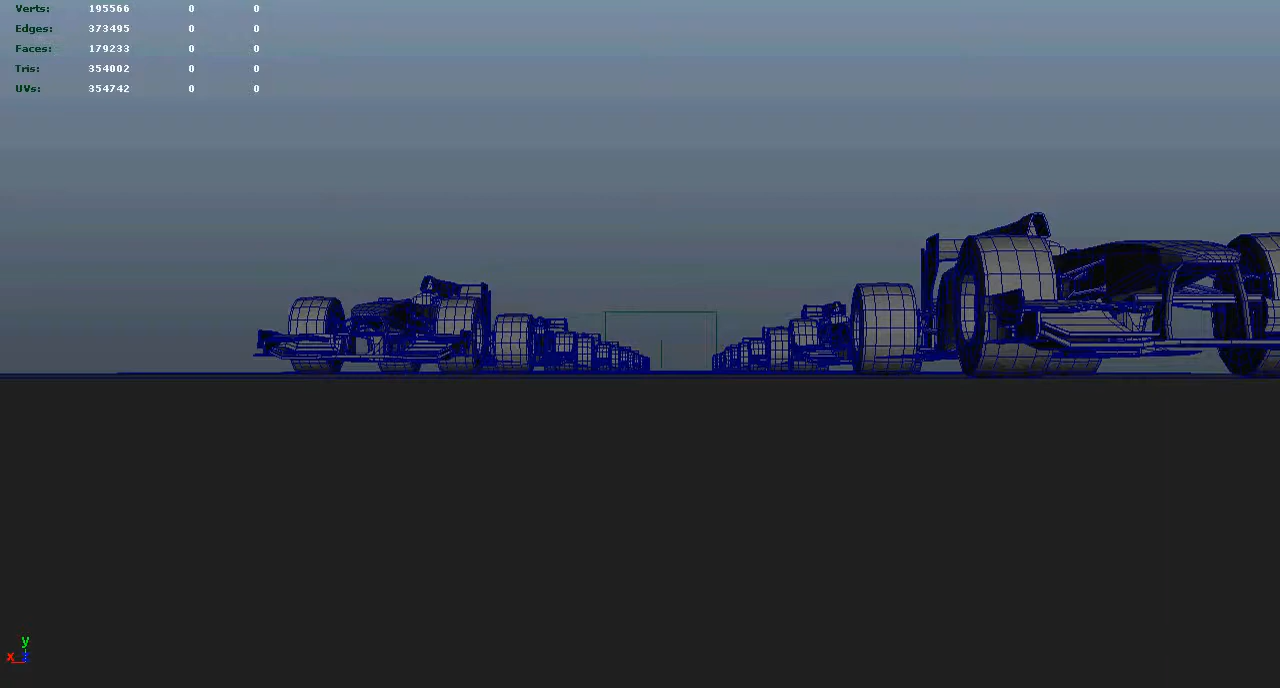 Verts: 195566 0 0
Edges: 373495 0 0
Faces: 179233 0 0
Tris: 354002 0 0
UVs: 354742 0 0
y
x